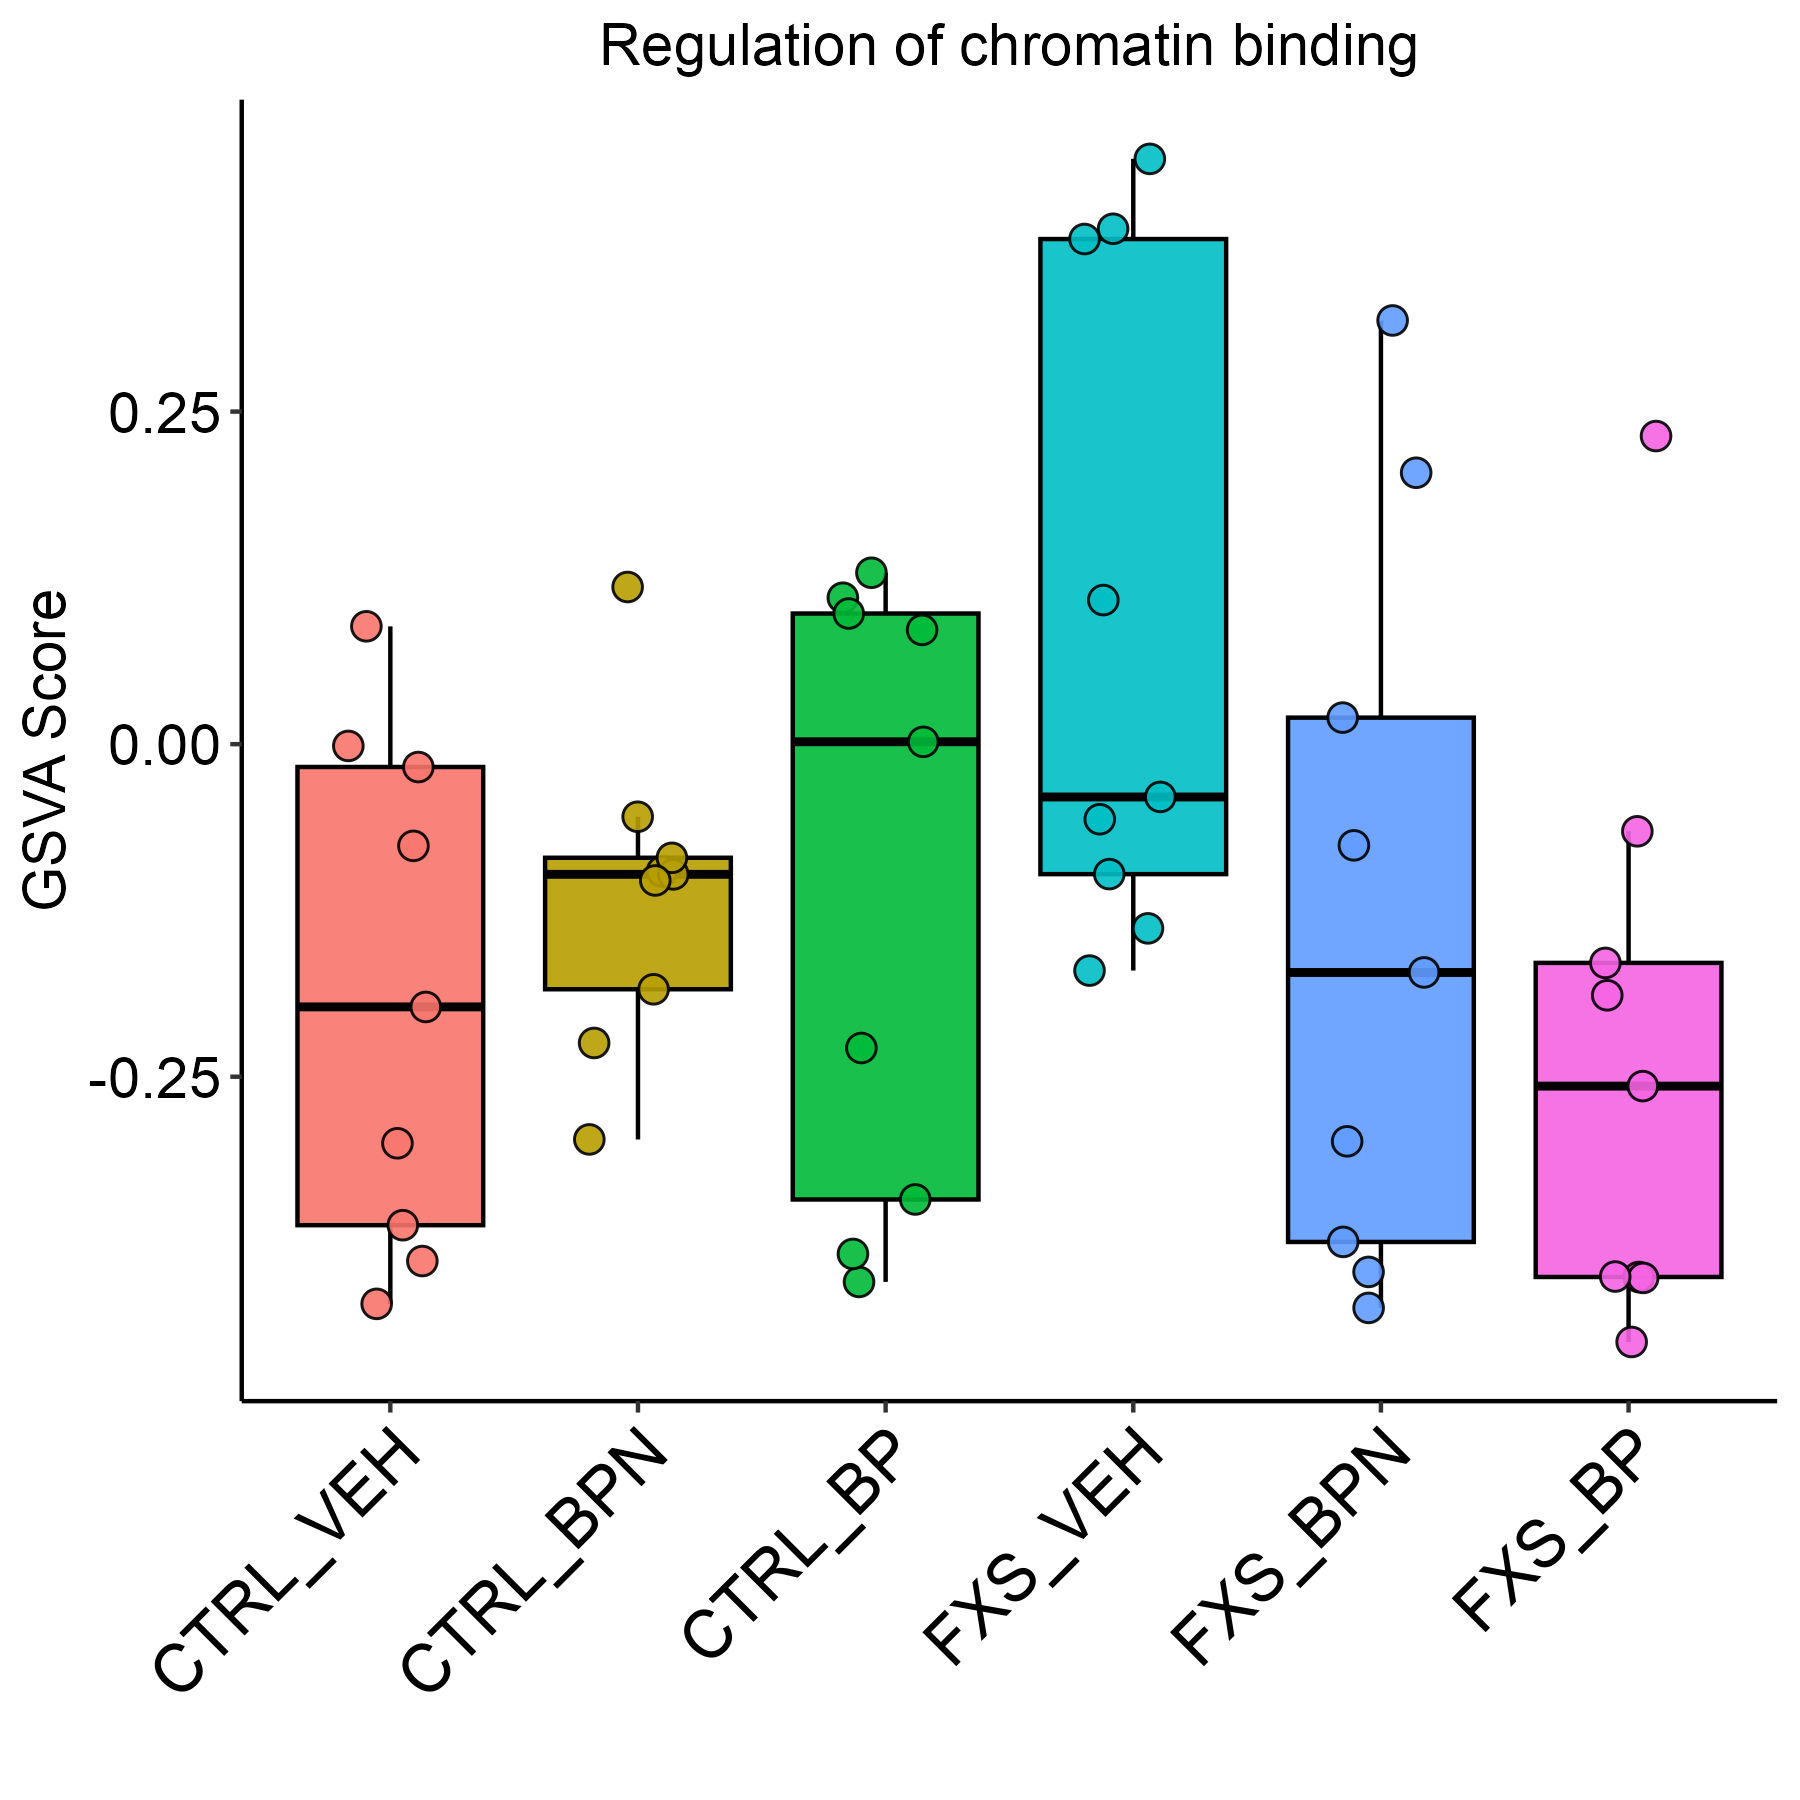 Regulation of chromatin binding
GSVA Score
0.25
0.00
-0.25
CTRL_VEH
CTRL_BPN
CTRL_BP
FXS_VEH
FXS_BPN
FXS_BP